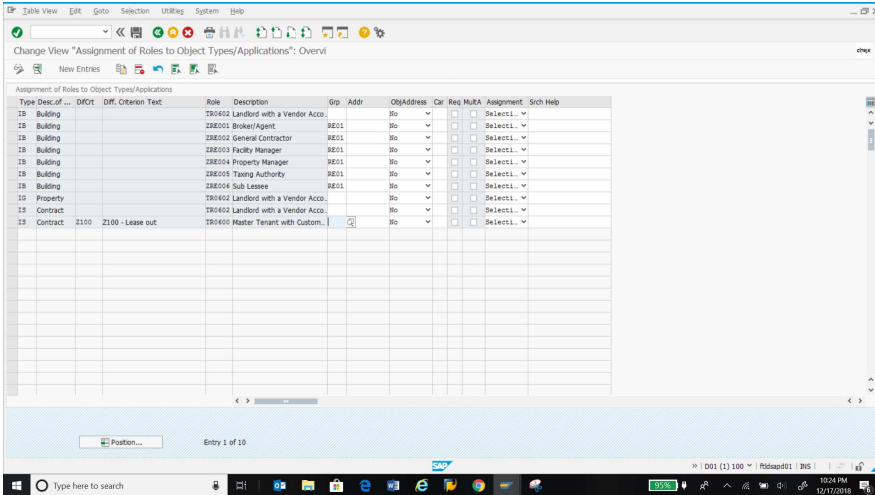 Table View Edit Goto Selection Utilities System Help
Change View "Assignment of Roles to Object Types/Applications": Overvi
citrix
New Entries
Assignment of Roles to Object Types/Applications
Type Desc.of ... DifCrt Diff. Criterion Text Role Description Grp Addr ObjAddress Car Req MultA Assignment Srch Help
IB Building TR0602 Landlord with a Vendor Acco.. No Selecti...
IB Building ZRE001 Broker/Agent RE01 No Selecti...
IB Building ZRE002 General Contractor RE01 No Selecti...
IB Building ZRE003 Facility Manager RE01 No Selecti...
IB Building ZRE004 Property Manager RE01 No Selecti...
IB Building ZRE005 Taxing Authority RE01 No Selecti...
IB Building ZRE006 Sub Lessee RE01 No Selecti...
IG Property TR0602 Landlord with a Vendor Acco.. No Selecti...
IS Contract TR0602 Landlord with a Vendor Acco.. No Selecti...
IS Contract Z100 Z100 - Lease out TR0600 Master Tenant with Custom.. No Selecti...
Position... Entry 1 of 10
SAP
D01 (1) 100 ftldsapd01 INS
Type here to search
95%
10:24 PM
12/17/2018
6